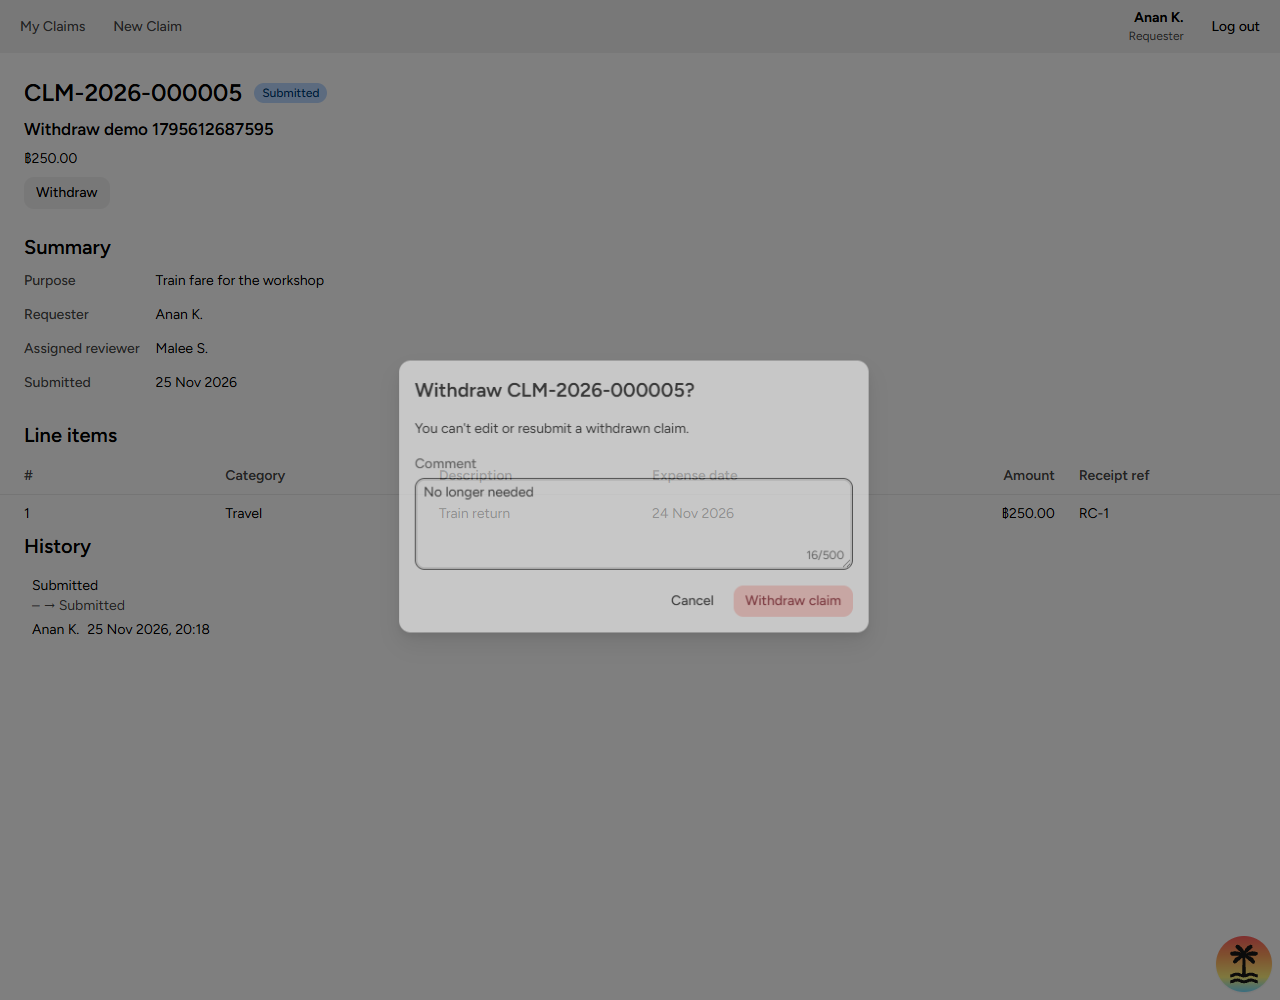 My Claims New Claim Anan K. Log out
Requester
CLM-2026-000005 Submitted
Withdraw demo 1795612687595
฿250.00
Withdraw
Summary
Purpose Train fare for the workshop
Requester Anan K.
Assigned reviewer Malee S.
Submitted 25 Nov 2026
Line items
# Category Description Expense date Amount Receipt ref
1 Travel Train return 24 Nov 2026 ฿250.00 RC-1
History
Submitted
– → Submitted
Anan K. 25 Nov 2026, 20:18
Withdraw CLM-2026-000005?
You can't edit or resubmit a withdrawn claim.
Comment
No longer needed
16/500
Cancel Withdraw claim